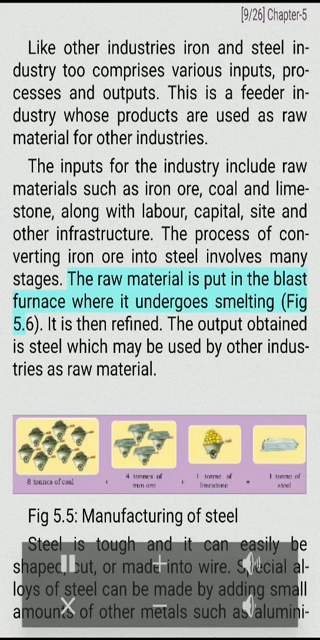 [9/26] Chapter-5
Like other industries iron and steel in-
dustry too comprises various inputs, pro-
cesses and outputs. This is a feeder in-
dustry whose products are used as raw
material for other industries.
The inputs for the industry include raw
materials such as iron ore, coal and lime-
stone, along with labour, capital, site and
other infrastructure. The process of con-
verting iron ore into steel involves many
stages. The raw material is put in the blast
furnace where it undergoes smelting (Fig
5.6). It is then refined. The output obtained
is steel which may be used by other indus-
tries as raw material.
8 tonnes of coal + 4 tonnes of iron ore + 1 tonne of limestone = 1 tonne of steel
Fig 5.5: Manufacturing of steel
Steel is tough and it can easily be
shaped, cut, or made into wire. Special al-
loys of steel can be made by adding small
amounts of other metals such as alumini-